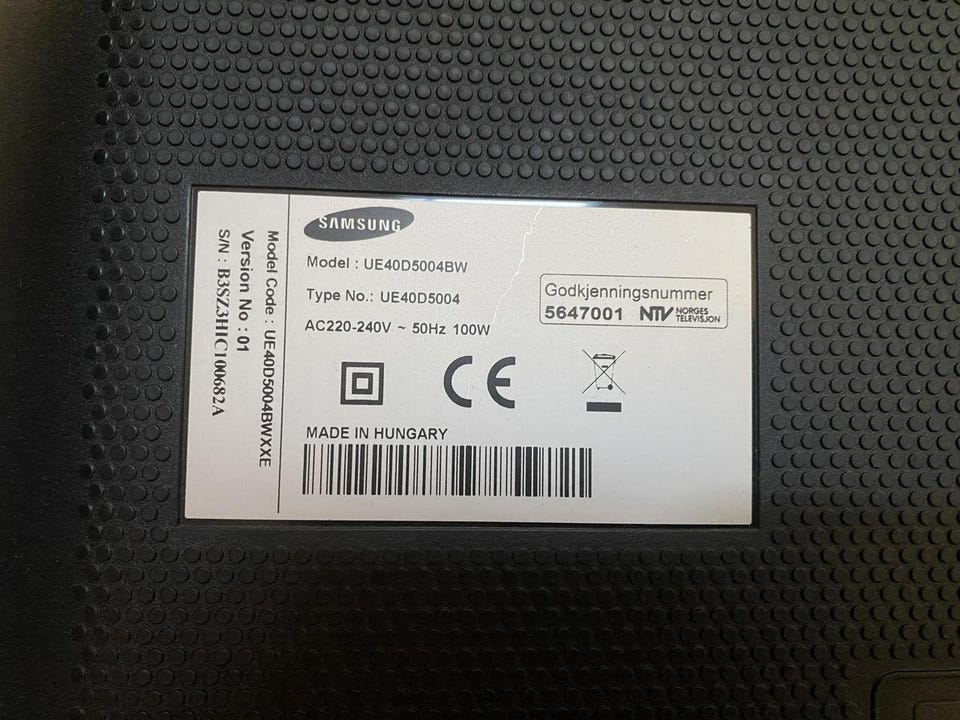 SAMSUNG
Model : UE40D5004BW
Type No.: UE40D5004
AC220-240V ~ 50Hz 100W
Godkjenningsnummer
5647001 NTV NORGES
TELEVISJON
CE
MADE IN HUNGARY
Model Code : UE40D5004BWXXE
Version No : 01
S/N : B3SZ3HIC100682A